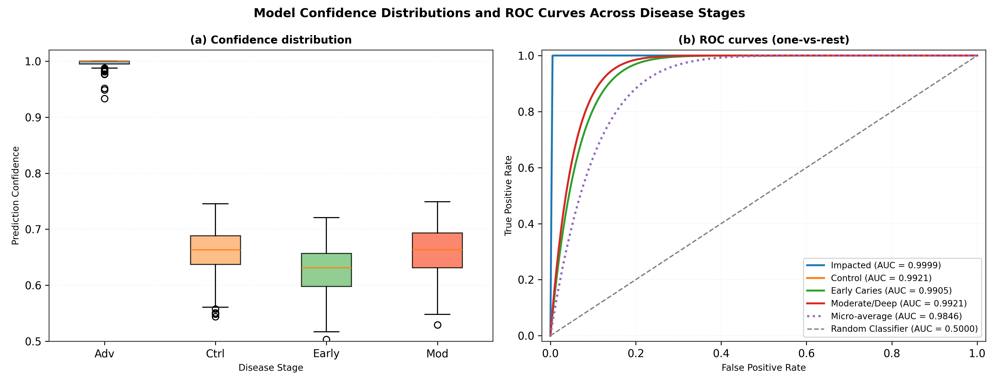 Model Confidence Distributions and ROC Curves Across Disease Stages
(a) Confidence distribution
Prediction Confidence
1.0
0.9
0.8
0.7
0.6
0.5
Adv Ctrl Early Mod
Disease Stage
(b) ROC curves (one-vs-rest)
True Positive Rate
1.0
0.8
0.6
0.4
0.2
0.0
Impacted (AUC = 0.9999)
Control (AUC = 0.9921)
Early Caries (AUC = 0.9905)
Moderate/Deep (AUC = 0.9921)
Micro-average (AUC = 0.9846)
Random Classifier (AUC = 0.5000)
0.0 0.2 0.4 0.6 0.8 1.0
False Positive Rate